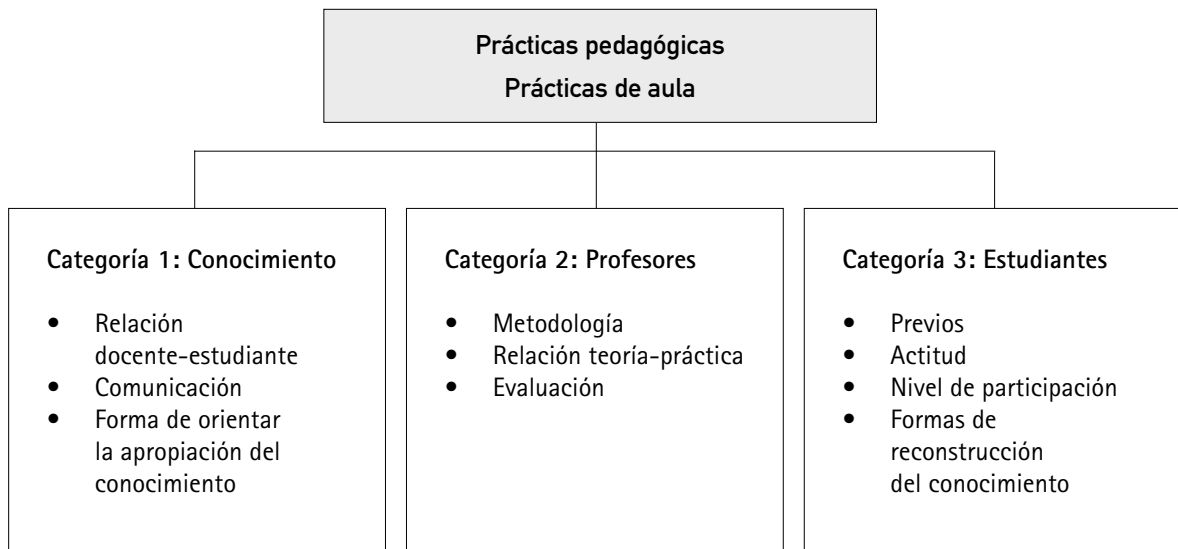 Prácticas pedagógicas
Prácticas de aula
Categoría 1: Conocimiento
• Relación
docente-estudiante
• Comunicación
• Forma de orientar
la apropiación del
conocimiento
Categoría 2: Profesores
• Metodología
• Relación teoría-práctica
• Evaluación
Categoría 3: Estudiantes
• Previos
• Actitud
• Nivel de participación
• Formas de
reconstrucción
del conocimiento